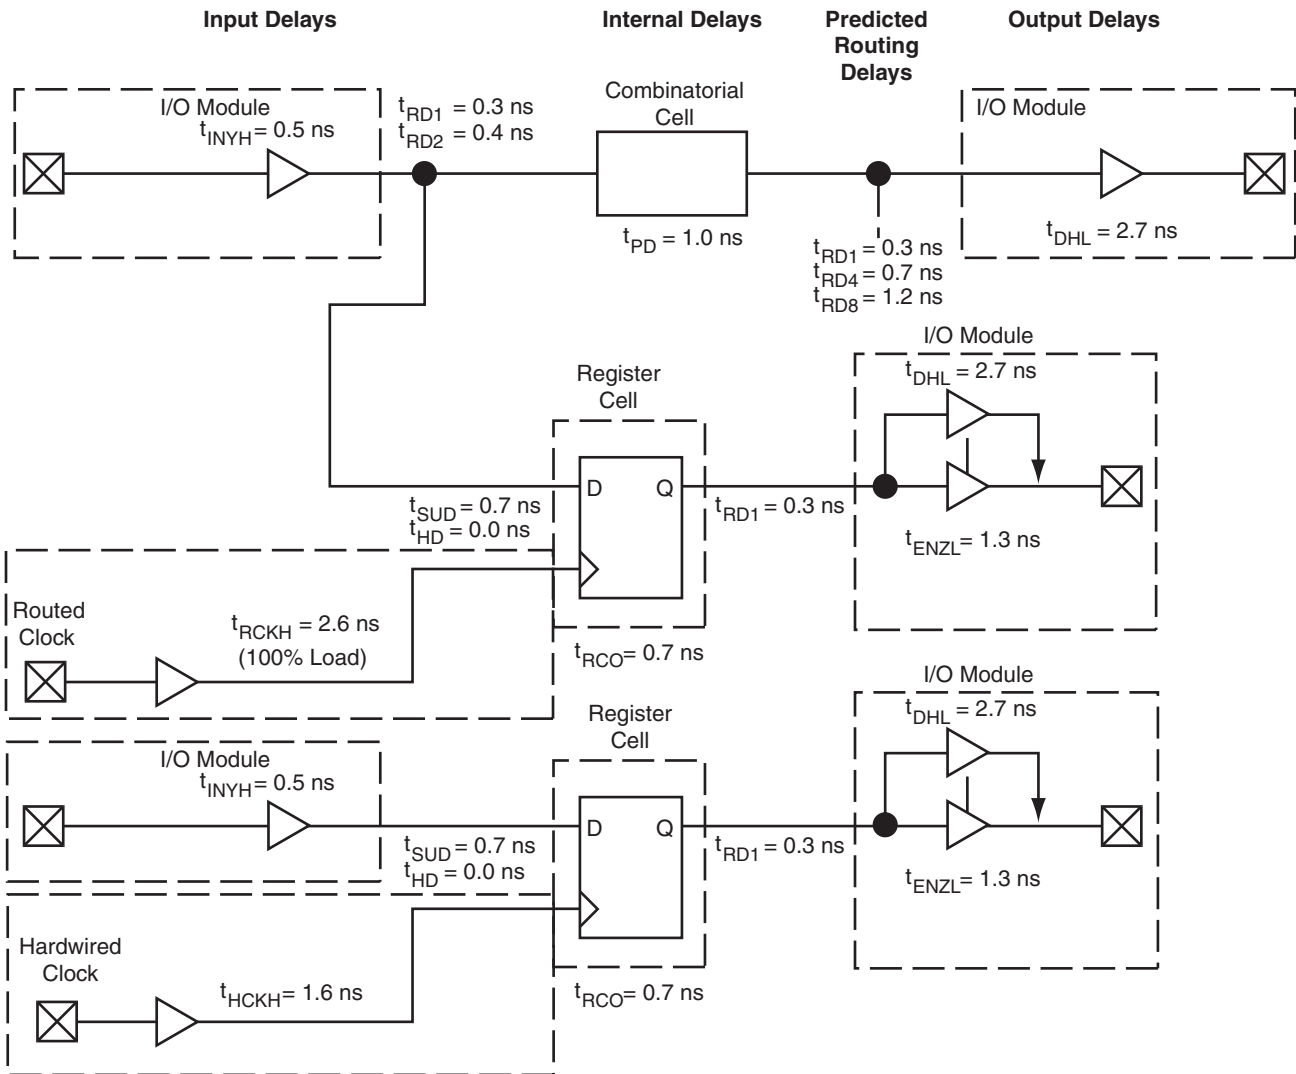 Input Delays
Internal Delays
Predicted
Routing
Delays
Output Delays
I/O Module
tINYH = 0.5 ns
tRD1 = 0.3 ns
tRD2 = 0.4 ns
Combinatorial
Cell
tPD = 1.0 ns
tRD1 = 0.3 ns
tRD4 = 0.7 ns
tRD8 = 1.2 ns
I/O Module
tDHL = 2.7 ns
Register
Cell
D
Q
tSUD = 0.7 ns
tHD = 0.0 ns
tRD1 = 0.3 ns
I/O Module
tDHL = 2.7 ns
tENZL = 1.3 ns
Routed
Clock
tRCKH = 2.6 ns
(100% Load)
tRCO = 0.7 ns
I/O Module
tINYH = 0.5 ns
Register
Cell
D
Q
tSUD = 0.7 ns
tHD = 0.0 ns
tRD1 = 0.3 ns
I/O Module
tDHL = 2.7 ns
tENZL = 1.3 ns
Hardwired
Clock
tHCKH = 1.6 ns
tRCO = 0.7 ns